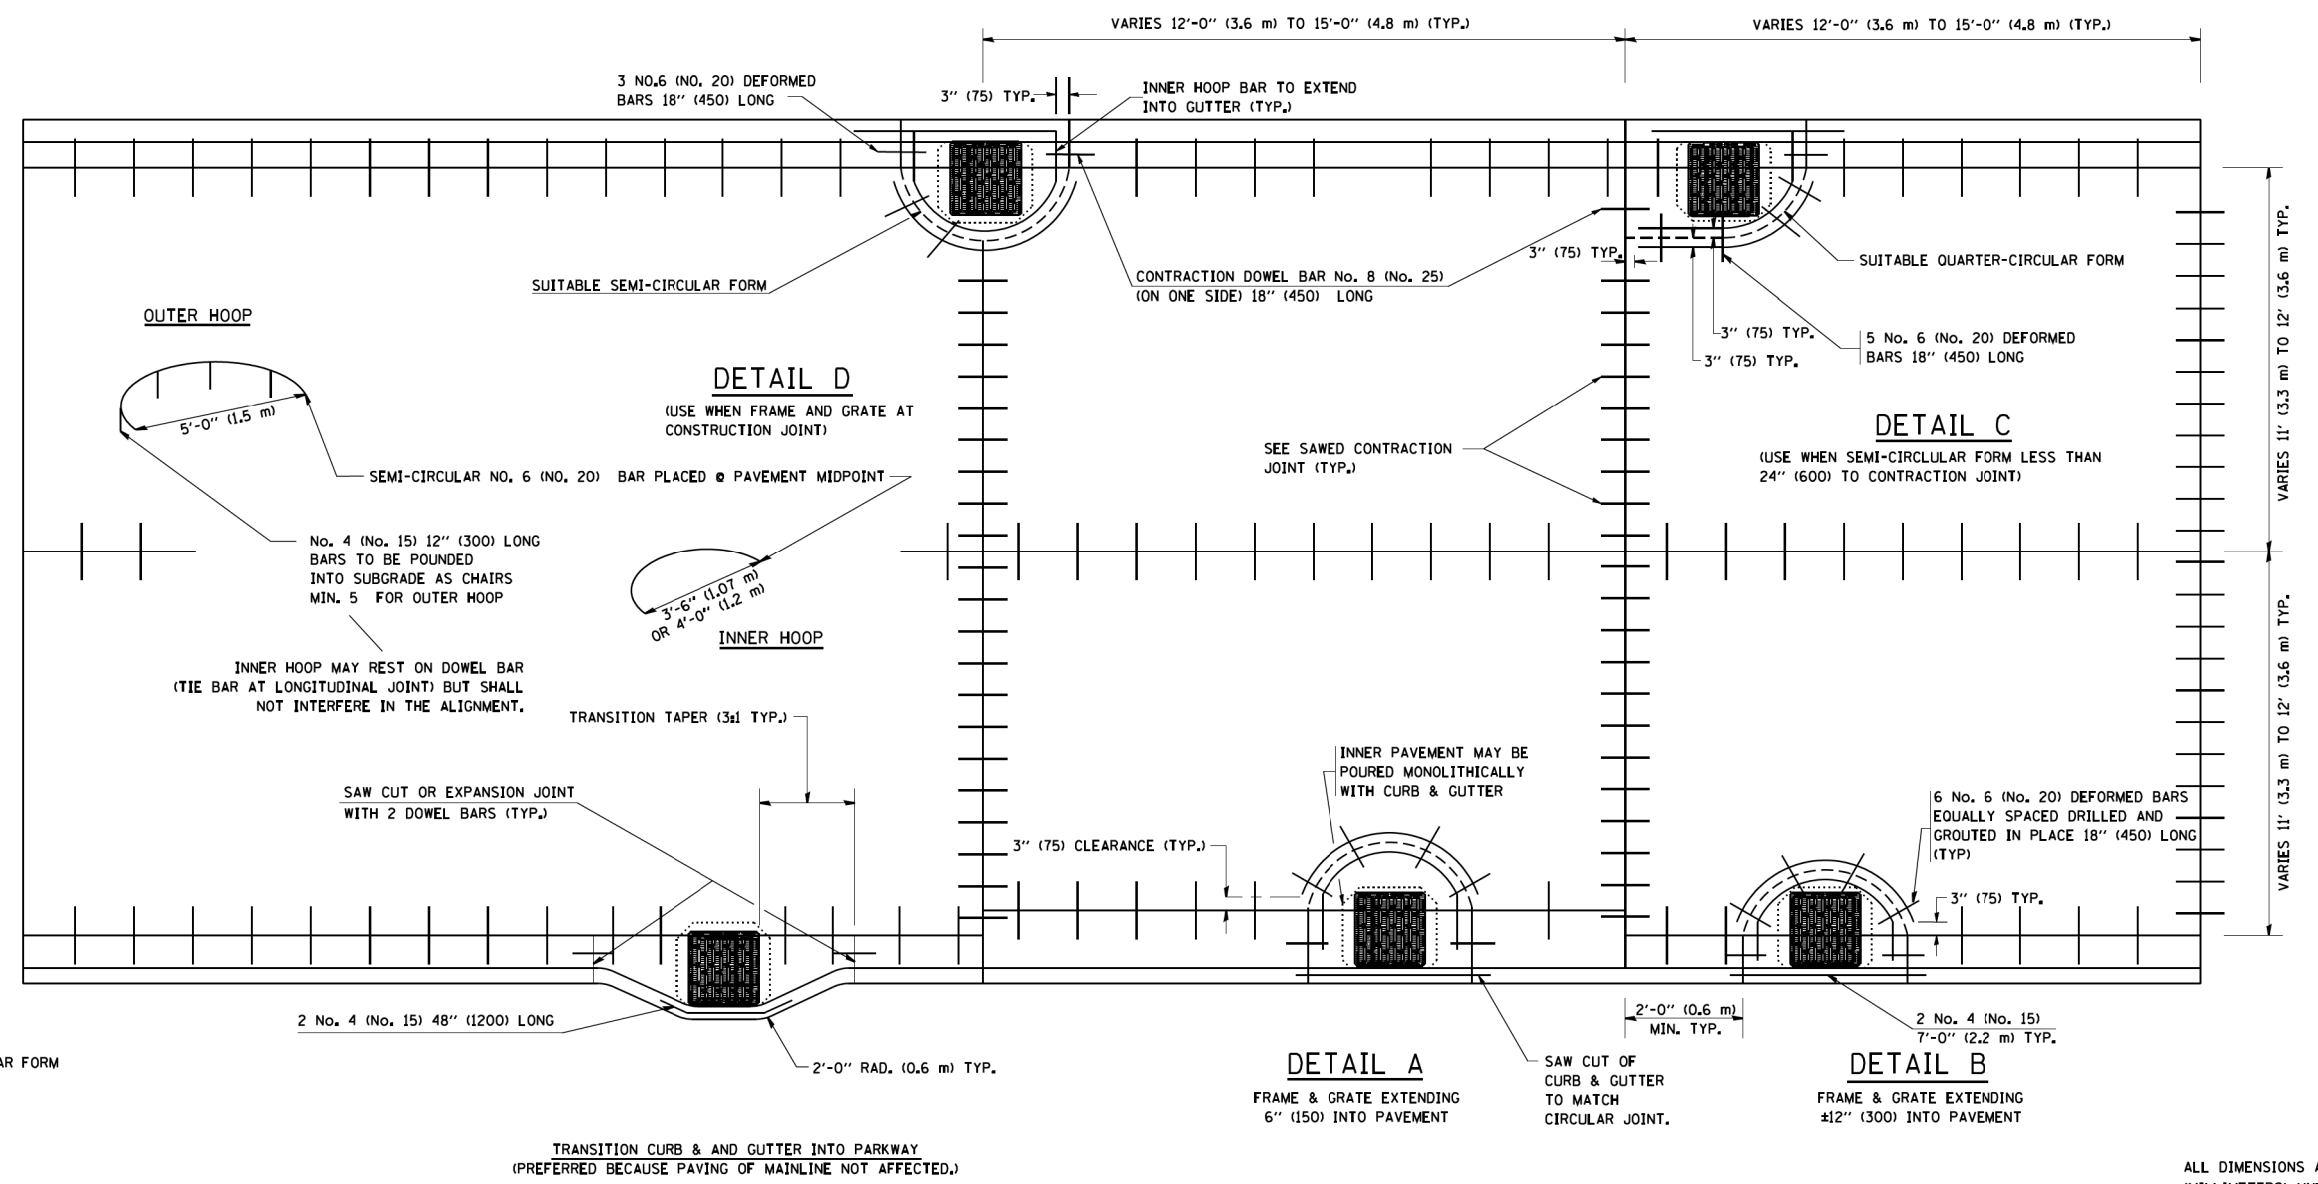 VARIES 12'-0" (3.6 m) TO 15'-0" (4.8 m) (TYP.)
VARIES 12'-0" (3.6 m) TO 15'-0" (4.8 m) (TYP.)
3 NO.6 (NO. 20) DEFORMED
BARS 18" (450) LONG
3" (75) TYP.
INNER HOOP BAR TO EXTEND
INTO GUTTER (TYP.)
SUITABLE SEMI-CIRCULAR FORM
CONTRACTION DOWEL BAR No. 8 (No. 25)
(ON ONE SIDE) 18" (450) LONG
3" (75) TYP.
SUITABLE QUARTER-CIRCULAR FORM
3" (75) TYP.
3" (75) TYP.
5 No. 6 (No. 20) DEFORMED
BARS 18" (450) LONG
VARIES 11' (3.3 m) TO 12' (3.6 m) TYP.
OUTER HOOP
5'-0" (1.5 m)
DETAIL D
(USE WHEN FRAME AND GRATE AT
CONSTRUCTION JOINT)
SEMI-CIRCULAR NO. 6 (NO. 20) BAR PLACED @ PAVEMENT MIDPOINT
SEE SAWED CONTRACTION
JOINT (TYP.)
DETAIL C
(USE WHEN SEMI-CIRCLULAR FORM LESS THAN
24" (600) TO CONTRACTION JOINT)
No. 4 (No. 15) 12" (300) LONG
BARS TO BE POUNDED
INTO SUBGRADE AS CHAIRS
MIN. 5 FOR OUTER HOOP
3'-6" (1.07 m)
OR 4'-0" (1.2 m)
INNER HOOP
INNER HOOP MAY REST ON DOWEL BAR
(TIE BAR AT LONGITUDINAL JOINT) BUT SHALL
NOT INTERFERE IN THE ALIGNMENT.
TRANSITION TAPER (3:1 TYP.)
SAW CUT OR EXPANSION JOINT
WITH 2 DOWEL BARS (TYP.)
INNER PAVEMENT MAY BE
POURED MONOLITHICALLY
WITH CURB & GUTTER
3" (75) CLEARANCE (TYP.)
6 No. 6 (No. 20) DEFORMED BARS
EQUALLY SPACED DRILLED AND
GROUTED IN PLACE 18" (450) LONG
(TYP)
3" (75) TYP.
VARIES 11' (3.3 m) TO 12' (3.6 m) TYP.
2 No. 4 (No. 15) 48" (1200) LONG
2'-0" RAD. (0.6 m) TYP.
2'-0" (0.6 m)
MIN. TYP.
2 No. 4 (No. 15)
7'-0" (2.2 m) TYP.
AR FORM
DETAIL A
FRAME & GRATE EXTENDING
6" (150) INTO PAVEMENT
SAW CUT OF
CURB & GUTTER
TO MATCH
CIRCULAR JOINT.
DETAIL B
FRAME & GRATE EXTENDING
±12" (300) INTO PAVEMENT
TRANSITION CURB & AND GUTTER INTO PARKWAY
(PREFERRED BECAUSE PAVING OF MAINLINE NOT AFFECTED.)
ALL DIMENSIONS